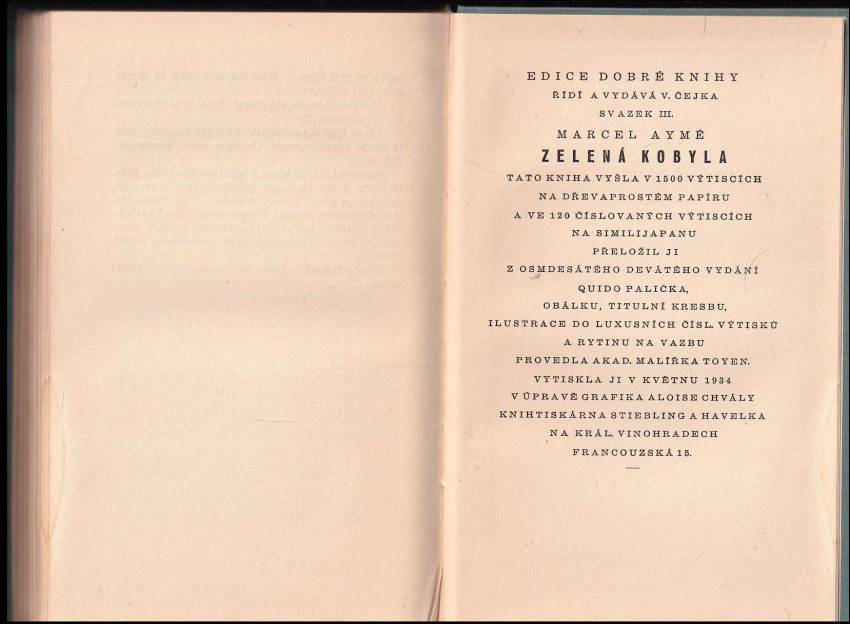 EDICE DOBRÉ KNIHY
ŘÍDÍ A VYDÁVÁ V. ČEJKA
SVAZEK III.
MARCEL AYMÉ
ZELENÁ KOBYLA
TATO KNIHA VYŠLA V 1500 VÝTISCÍCH
NA DŘEVAPROSTÉM PAPÍRU
A VE 120 ČÍSLOVANÝCH VÝTISCÍCH
NA SIMILIJAPANU
PŘELOŽIL JI
Z OSMDESÁTÉHO DEVÁTÉHO VYDÁNÍ
QUIDO PALIČKA,
OBÁLKU, TITULNÍ KRESBU,
ILUSTRACE DO LUXUSNÍCH ČÍSL. VÝTISKŮ
A RYTINU NA VAZBU
PROVEDLA AKAD. MALÍŘKA TOYEN.
VYTISKLA JI V KVĚTNU 1934
V ÚPRAVĚ GRAFIKA ALOISE CHVÁLY
KNIHTISKÁRNA STIEBLING A HAVELKA
NA KRÁL. VINOHRADECH
FRANCOUZSKÁ 15.